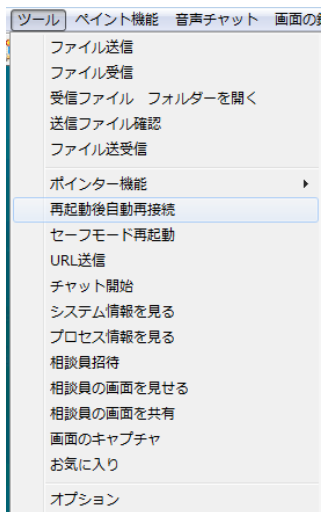 ツール ペイント機能 音声チャット 画面の
ファイル送信
ファイル受信
受信ファイル　フォルダーを開く
送信ファイル確認
ファイル送受信
ポインター機能
再起動後自動再接続
セーフモード再起動
URL送信
チャット開始
システム情報を見る
プロセス情報を見る
相談員招待
相談員の画面を見せる
相談員の画面を共有
画面のキャプチャ
お気に入り
オプション